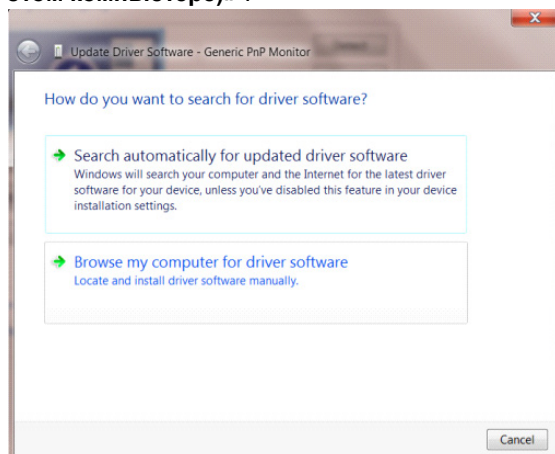 этом компьютере)».
Update Driver Software - Generic PnP Monitor
How do you want to search for driver software?
Search automatically for updated driver software
Windows will search your computer and the Internet for the latest driver
software for your device, unless you've disabled this feature in your device
installation settings.
Browse my computer for driver software
Locate and install driver software manually.
Cancel